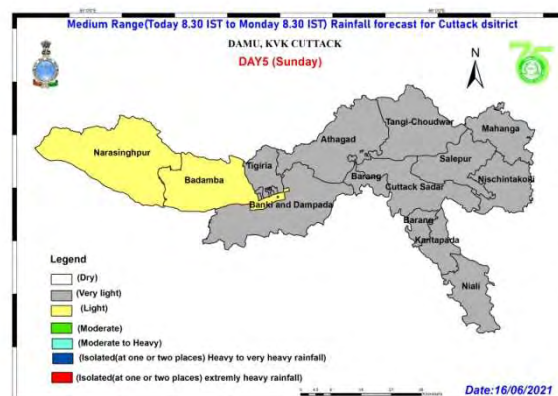 Medium Range(Today 8.30 IST to Monday 8.30 IST) Rainfall forecast for Cuttack dsitrict
DAMU, KVK CUTTACK
DAY5 (Sunday)
N
75
Narasinghpur
Badamba
Tigiria
Athagad
Tangi-Choudwar
Mahanga
Salepur
Nischintakoili
Barang
Cuttack Sadar
Banki and Dampada
Barang
Kantapada
Niali
Legend
(Dry)
(Very light)
(Light)
(Moderate)
(Moderate to Heavy)
(Isolated(at one or two places) Heavy to very heavy rainfall)
(Isolated(at one or two places) extremly heavy rainfall)
Date:16/06/2021